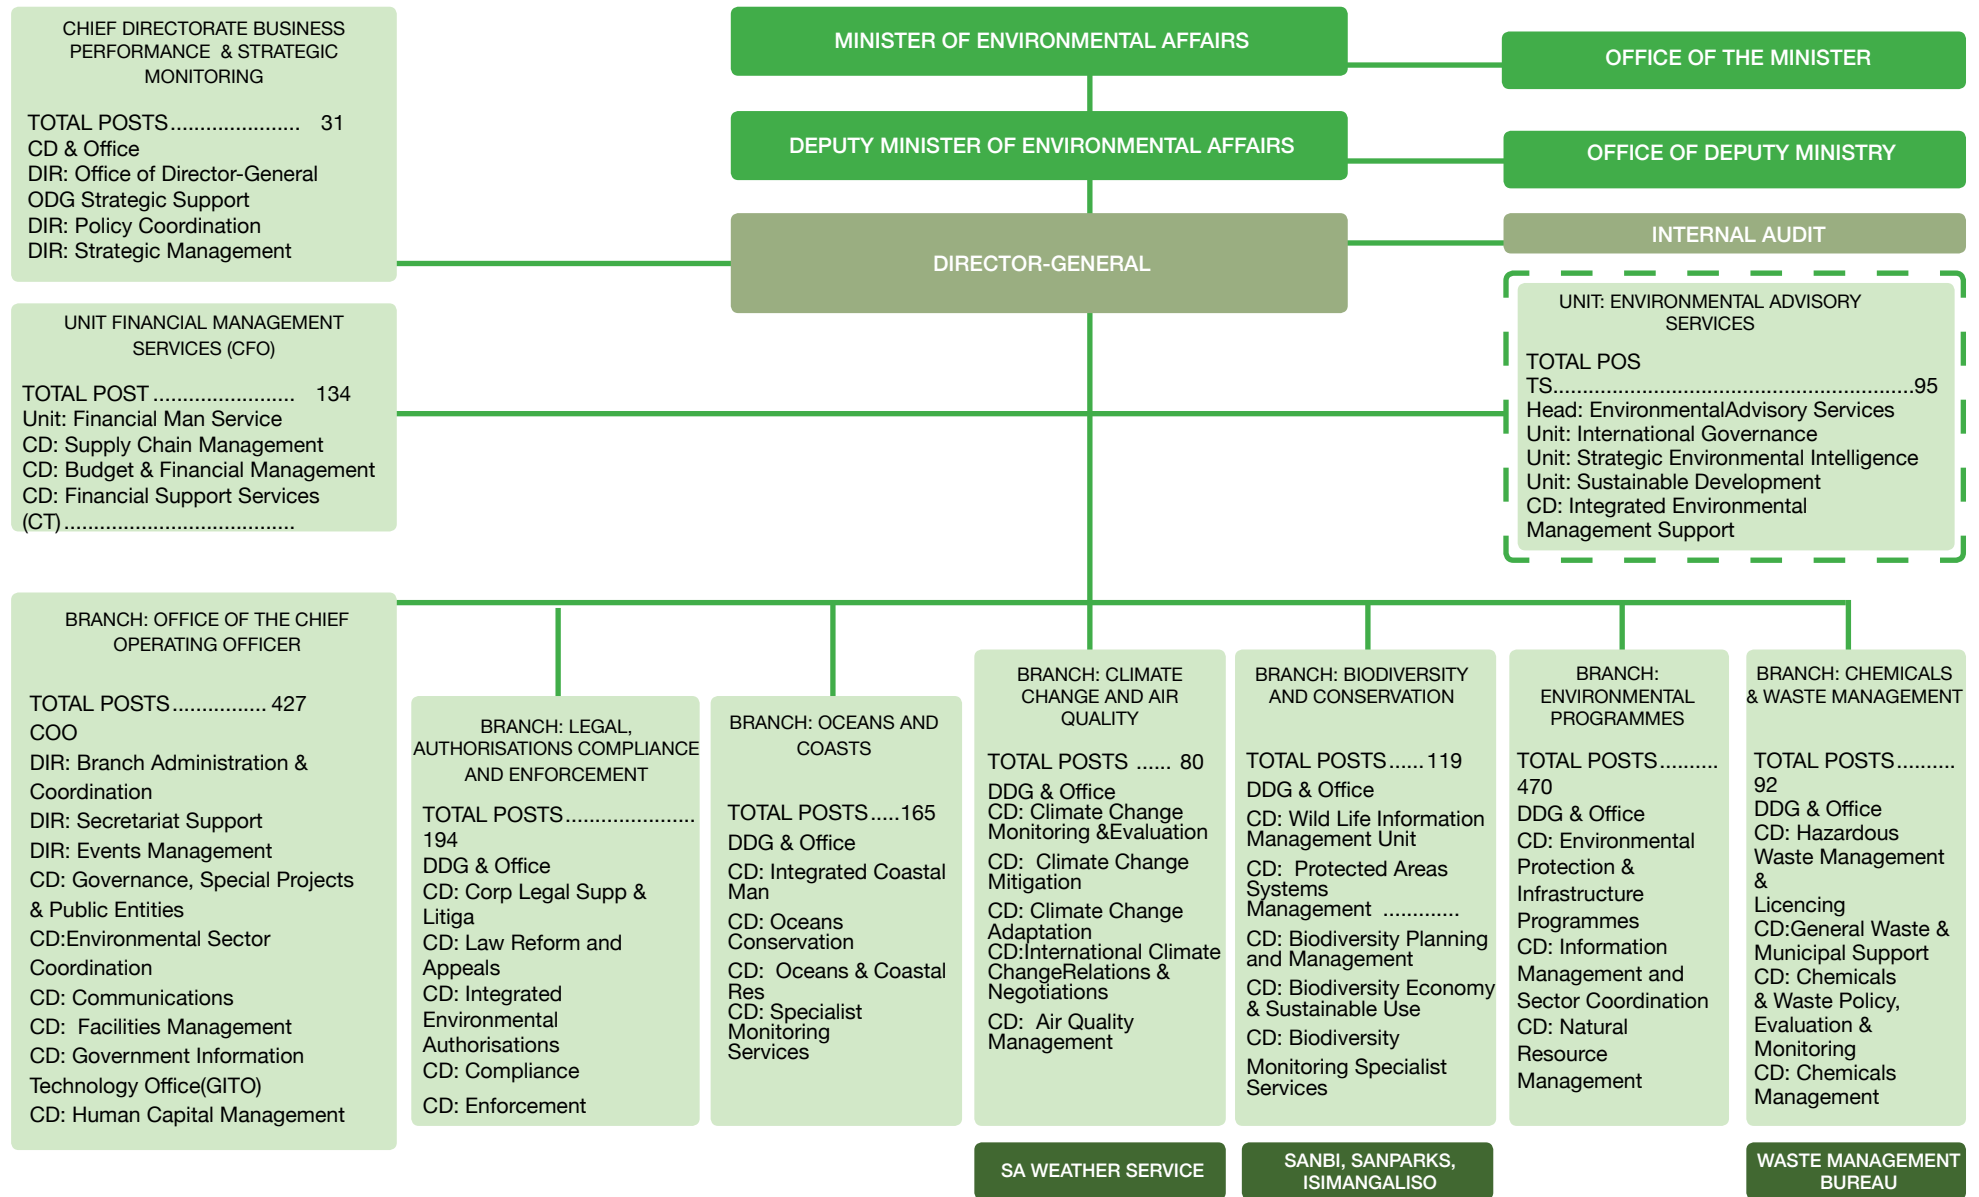 CHIEF DIRECTORATE BUSINESS
PERFORMANCE & STRATEGIC
MONITORING
TOTAL POSTS...................... 31
CD & Office
DIR: Office of Director-General
ODG Strategic Support
DIR: Policy Coordination
DIR: Strategic Management
MINISTER OF ENVIRONMENTAL AFFAIRS
OFFICE OF THE MINISTER
DEPUTY MINISTER OF ENVIRONMENTAL AFFAIRS
OFFICE OF DEPUTY MINISTRY
DIRECTOR-GENERAL
INTERNAL AUDIT
UNIT FINANCIAL MANAGEMENT
SERVICES (CFO)
TOTAL POST ........................ 134
Unit: Financial Man Service
CD: Supply Chain Management
CD: Budget & Financial Management
CD: Financial Support Services
(CT).......................................
UNIT: ENVIRONMENTAL ADVISORY
SERVICES
TOTAL POS
TS.............................................................95
Head: EnvironmentalAdvisory Services
Unit: International Governance
Unit: Strategic Environmental Intelligence
Unit: Sustainable Development
CD: Integrated Environmental
Management Support
BRANCH: OFFICE OF THE CHIEF
OPERATING OFFICER
TOTAL POSTS................ 427
COO
DIR: Branch Administration &
Coordination
DIR: Secretariat Support
DIR: Events Management
CD: Governance, Special Projects
& Public Entities
CD:Environmental Sector
Coordination
CD: Communications
CD: Facilities Management
CD: Government Information
Technology Office(GITO)
CD: Human Capital Management
BRANCH: LEGAL,
AUTHORISATIONS COMPLIANCE
AND ENFORCEMENT
TOTAL POSTS......................
194
DDG & Office
CD: Corp Legal Supp &
Litiga
CD: Law Reform and
Appeals
CD: Integrated
Environmental
Authorisations
CD: Compliance
CD: Enforcement
BRANCH: OCEANS AND
COASTS
TOTAL POSTS.....165
DDG & Office
CD: Integrated Coastal
Man
CD: Oceans
Conservation
CD: Oceans & Coastal
Res
CD: Specialist
Monitoring
Services
BRANCH: CLIMATE
CHANGE AND AIR
QUALITY
TOTAL POSTS ...... 80
DDG & Office
CD: Climate Change
Monitoring &Evaluation
CD: Climate Change
Mitigation
CD: Climate Change
Adaptation
CD:International Climate
ChangeRelations &
Negotiations
CD: Air Quality
Management
SA WEATHER SERVICE
BRANCH: BIODIVERSITY
AND CONSERVATION
TOTAL POSTS......119
DDG & Office
CD: Wild Life Information
Management Unit
CD: Protected Areas
Systems
Management .............
CD: Biodiversity Planning
and Management
CD: Biodiversity Economy
& Sustainable Use
CD: Biodiversity
Monitoring Specialist
Services
SANBI, SANPARKS,
ISIMANGALISO
BRANCH:
ENVIRONMENTAL
PROGRAMMES
TOTAL POSTS..........
470
DDG & Office
CD: Environmental
Protection &
Infrastructure
Programmes
CD: Information
Management and
Sector Coordination
CD: Natural
Resource
Management
BRANCH: CHEMICALS
& WASTE MANAGEMENT
TOTAL POSTS..........
92
DDG & Office
CD: Hazardous
Waste Management
&
Licencing
CD:General Waste &
Municipal Support
CD: Chemicals
& Waste Policy,
Evaluation &
Monitoring
CD: Chemicals
Management
WASTE MANAGEMENT
BUREAU